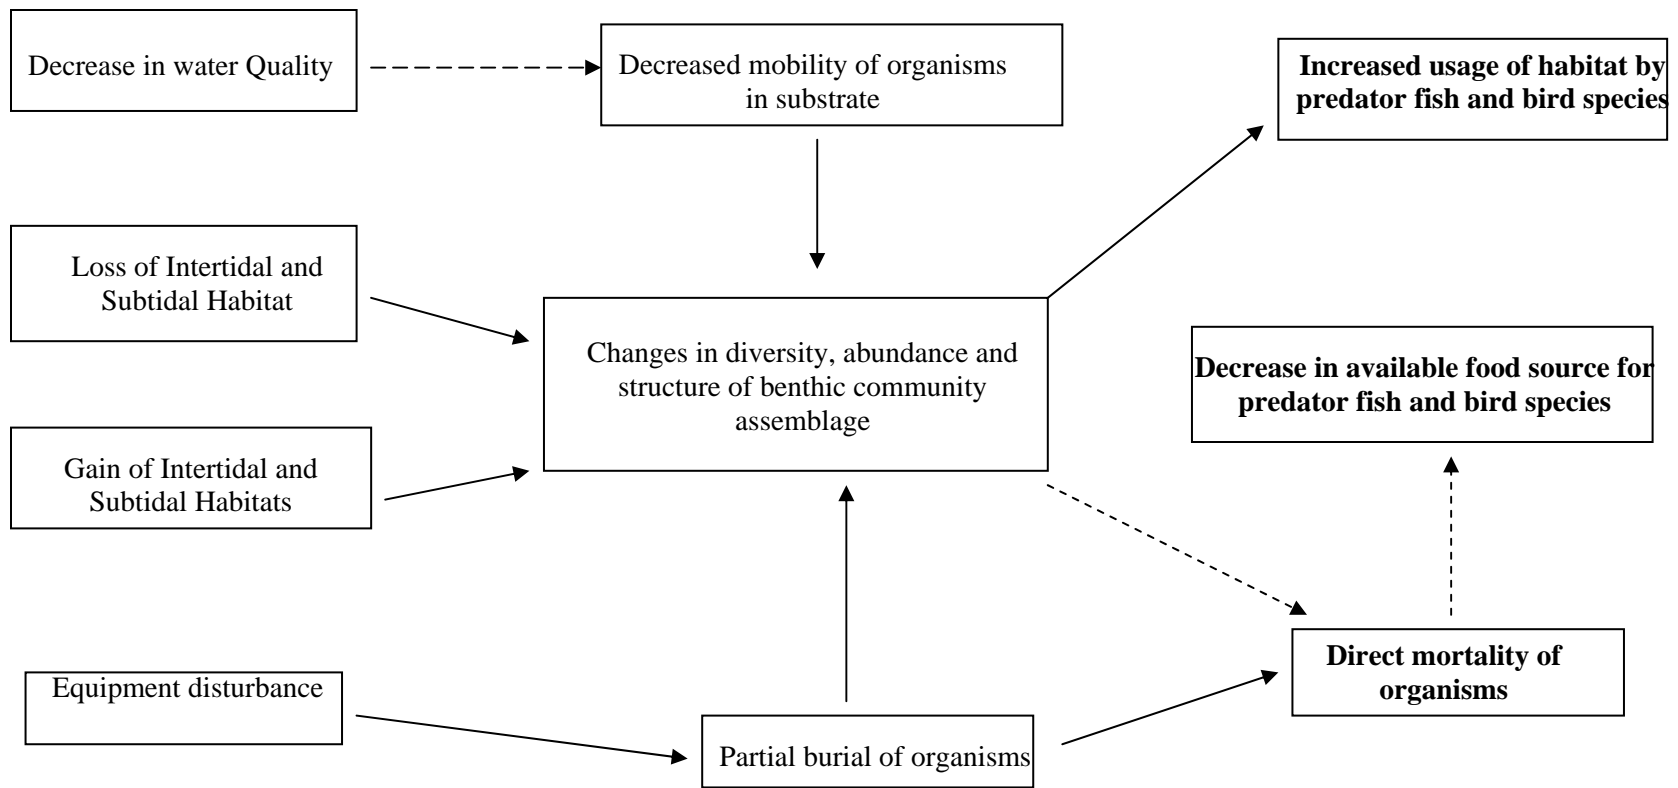 Decrease in water Quality
Decreased mobility of organisms
in substrate
Increased usage of habitat by
predator fish and bird species
Loss of Intertidal and
Subtidal Habitat
Changes in diversity, abundance and
structure of benthic community
assemblage
Decrease in available food source for
predator fish and bird species
Gain of Intertidal and
Subtidal Habitats
Equipment disturbance
Partial burial of organisms
Direct mortality of
organisms